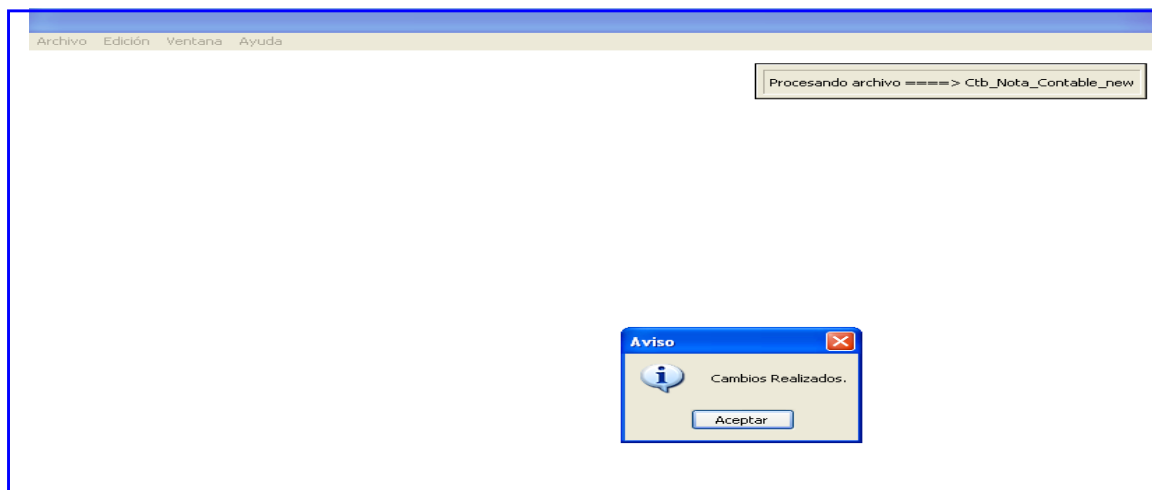 Archivo Edición Ventana Ayuda
Procesando archivo ====> Ctb_Nota_Contable_new
Aviso
Cambios Realizados.
Aceptar